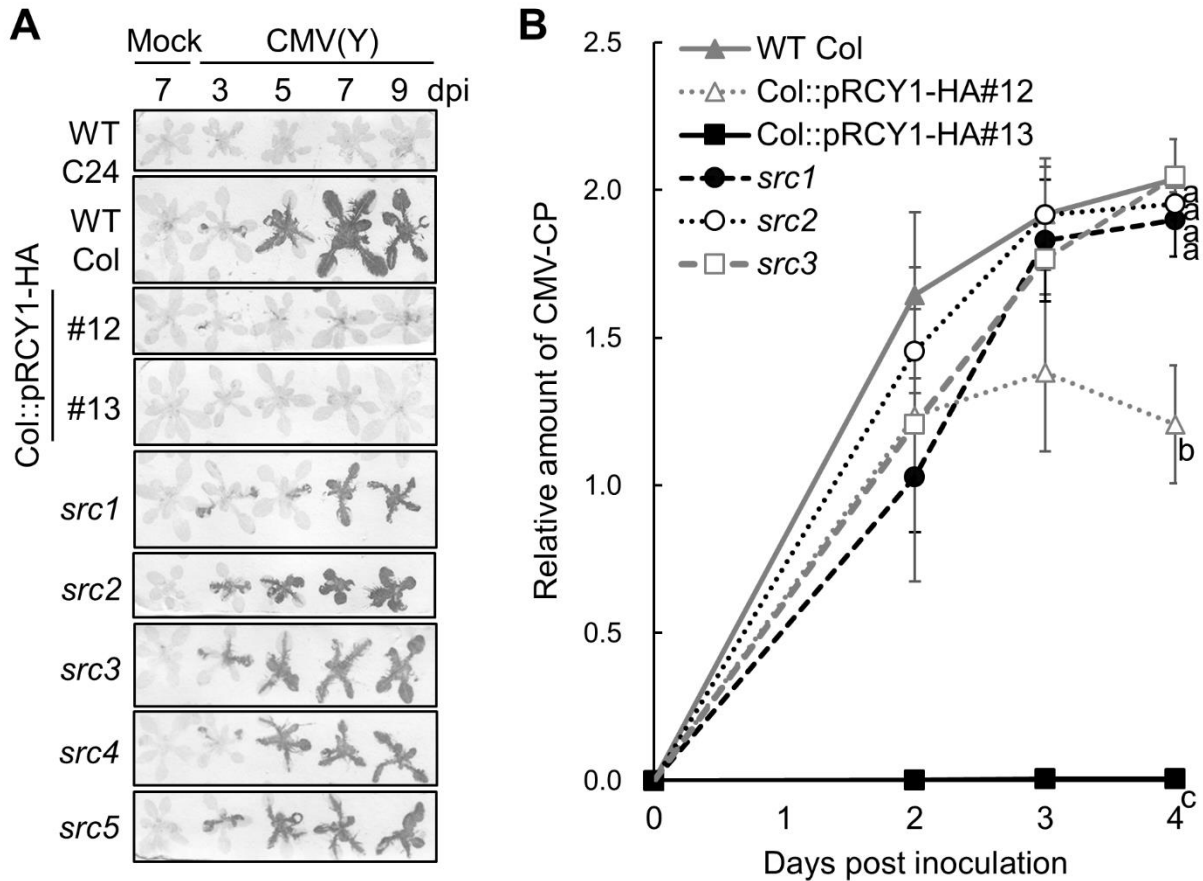 A
Mock CMV(Y)
7 3 5 7 9 dpi
WT
C24
WT
Col
Col::pRCY1-HA
#12
#13
src1
src2
src3
src4
src5
B
WT Col
Col::pRCY1-HA#12
Col::pRCY1-HA#13
src1
src2
src3
Relative amount of CMV-CP
2.5
2.0
1.5
1.0
0.5
0.0
a
a
a
a
b
c
0 1 2 3 4
Days post inoculation